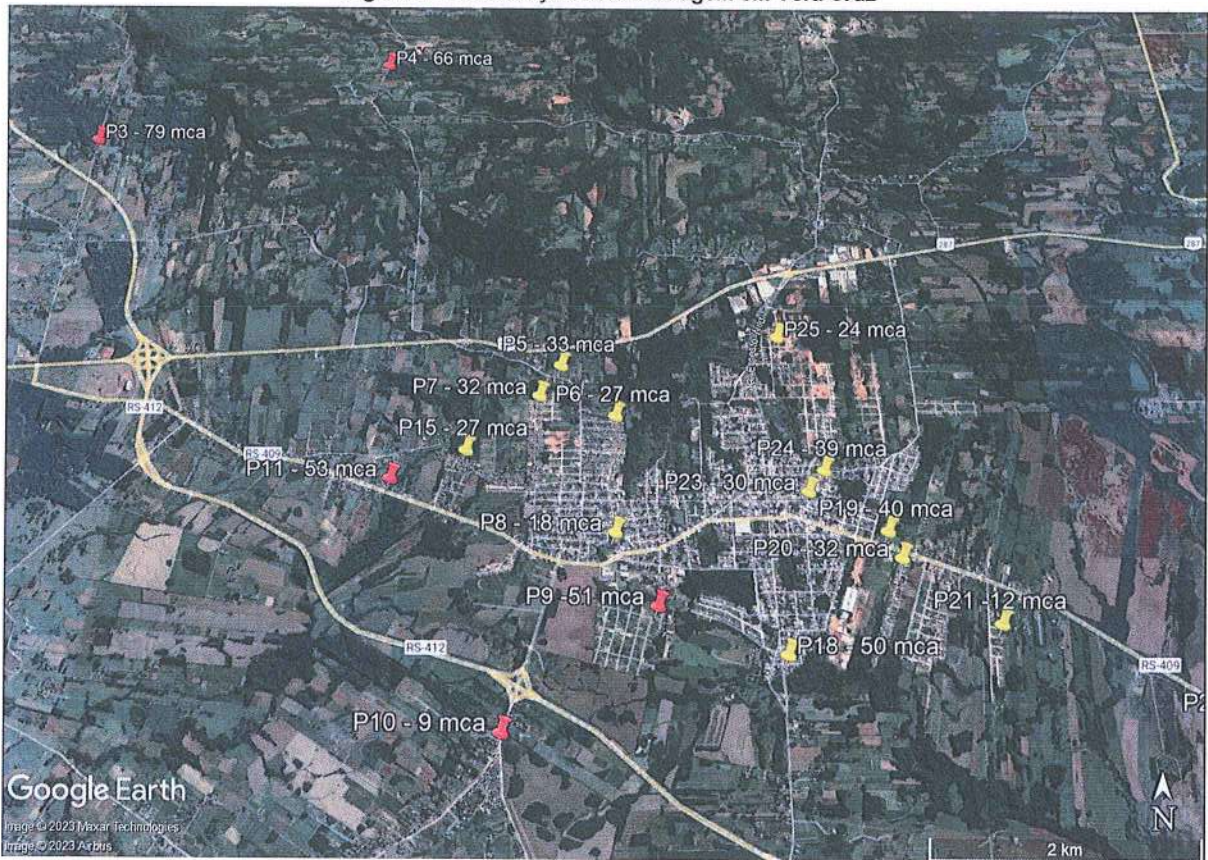 P4 - 66 mca
P3 - 79 mca
287
287
P25 - 24 mca
P5 - 33 mca
P7 - 32 mca
P6 - 27 mca
RS-412
P15 - 27 mca
RS-409
P11 - 53 mca
P24 - 39 mca
P23 - 30 mca
P19 - 40 mca
P8 - 18 mca
P20 - 32 mca
P9 -51 mca
P21 -12 mca
RS-412
P18 - 50 mca
RS-409
P10 - 9 mca
Google Earth
Image © 2023 Maxar Technologies
Image © 2023 Airbus
N
2 km